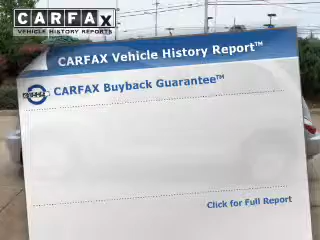 CARFAX
VEHICLE HISTORY REPORTS
CARFAX Vehicle History Report™
CARFAX Buyback Guarantee™
Click for Full Report